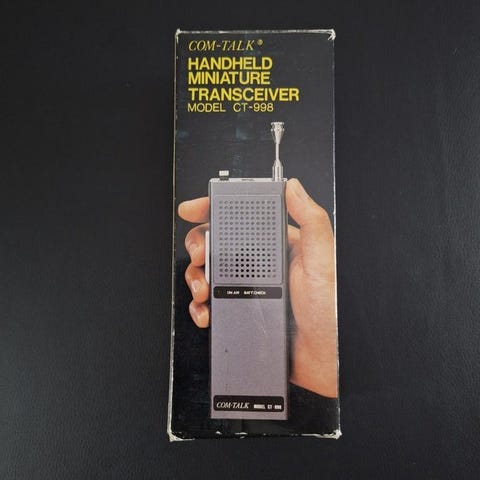 COM-TALK®
HANDHELD
MINIATURE
TRANSCEIVER
MODEL CT-998
ON AIR BATT.CHECK
COM-TALK MODEL CT-998